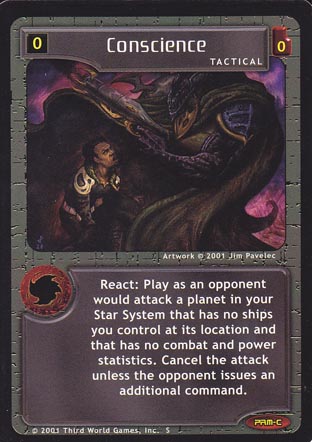 0
Conscience
0
TACTICAL
Artwork © 2001 Jim Pavelec
React: Play as an opponent
would attack a planet in your
Star System that has no ships
you control at its location and
that has no combat and power
statistics. Cancel the attack
unless the opponent issues an
additional command.
PRM-C
© 2001 Third World Games, Inc. 5